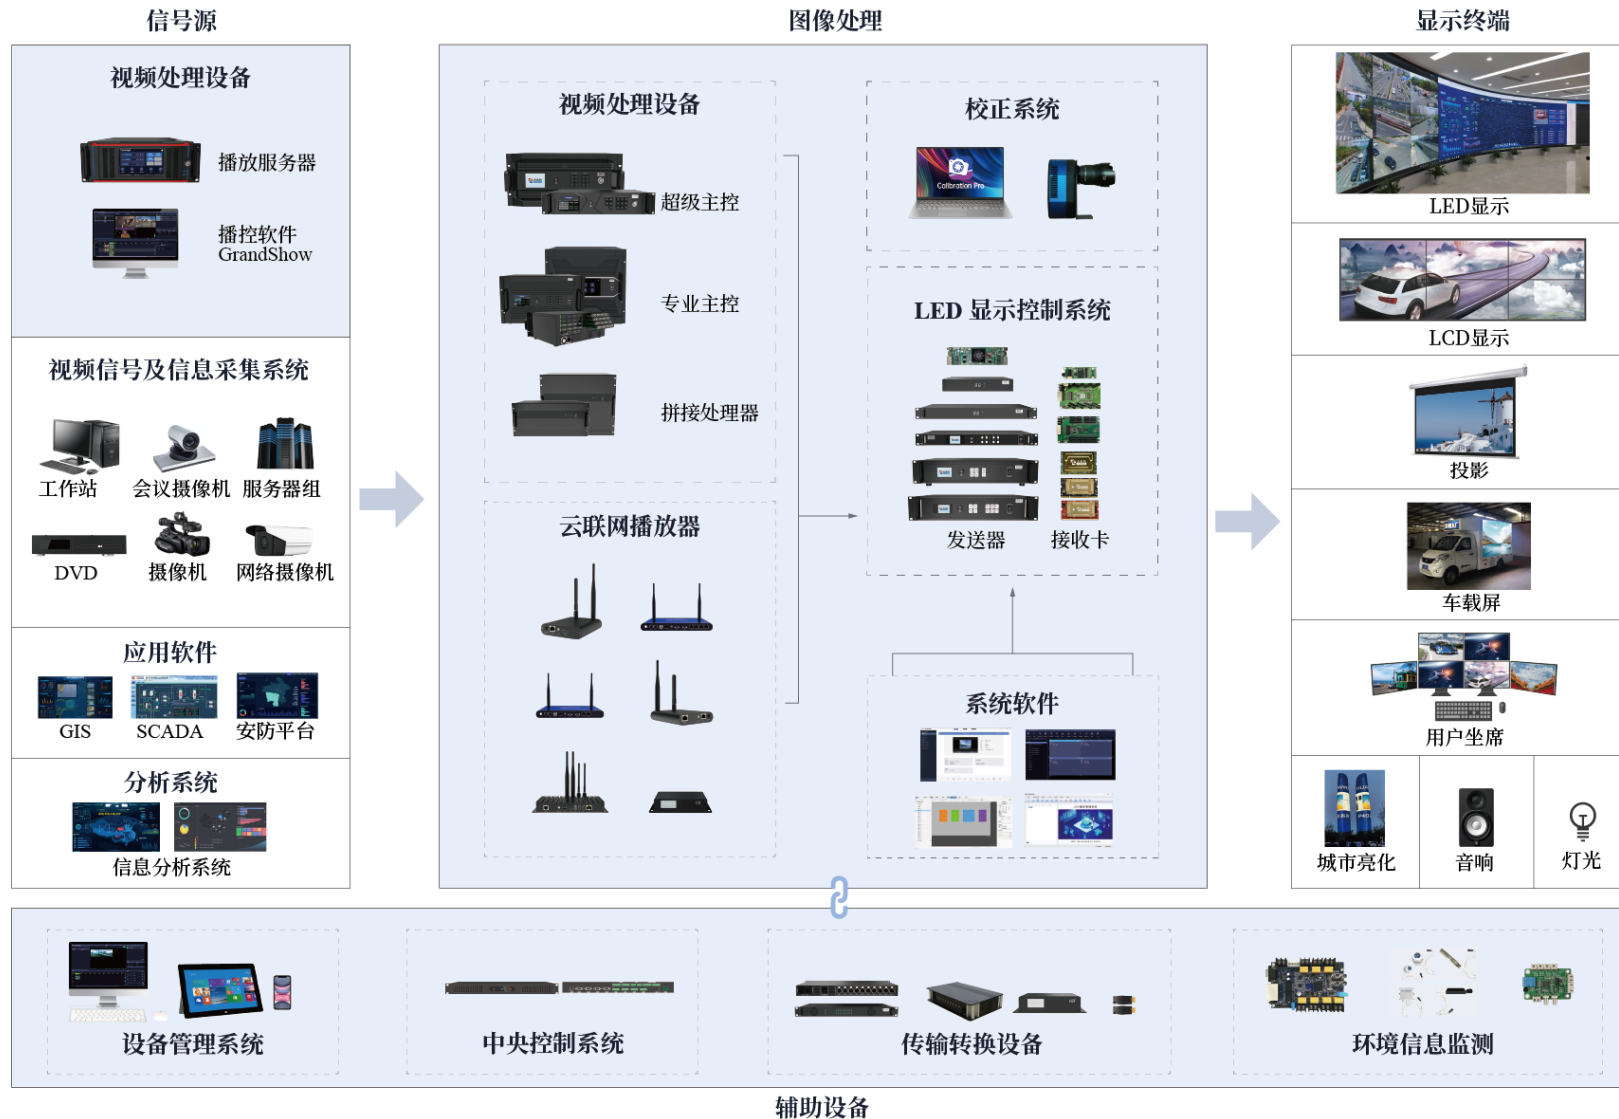 信号源
图像处理
显示终端
视频处理设备
播放服务器
播控软件
GrandShow
视频信号及信息采集系统
工作站
会议摄像机
服务器组
DVD
摄像机
网络摄像机
应用软件
GIS
SCADA
安防平台
分析系统
信息分析系统
视频处理设备
超级主控
专业主控
拼接处理器
云联网播放器
校正系统
Calibration Pro
LED 显示控制系统
发送器
接收卡
系统软件
LED显示
LCD显示
投影
车载屏
用户坐席
城市亮化
音响
灯光
设备管理系统
中央控制系统
传输转换设备
环境信息监测
辅助设备